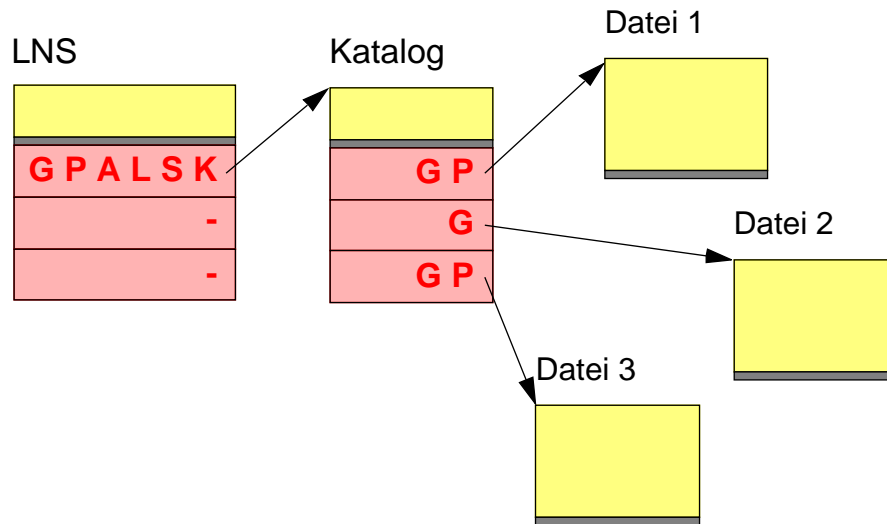 Datei 1
LNS
Katalog
G P A L S K
G P
-
G
Datei 2
-
G P
Datei 3